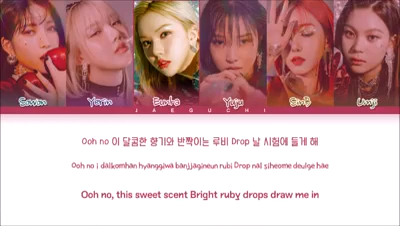 Sowon Yerin Eunha Yuju SinB Umji
JAEGUCHI
Ooh no 이 달콤한 향기와 반짝이는 루비 Drop 날 시험에 들게 해
Ooh no i dalkomhan hyanggiwa banjjagineun rubi Drop nal siheome deulge hae
Ooh no, this sweet scent Bright ruby drops draw me in